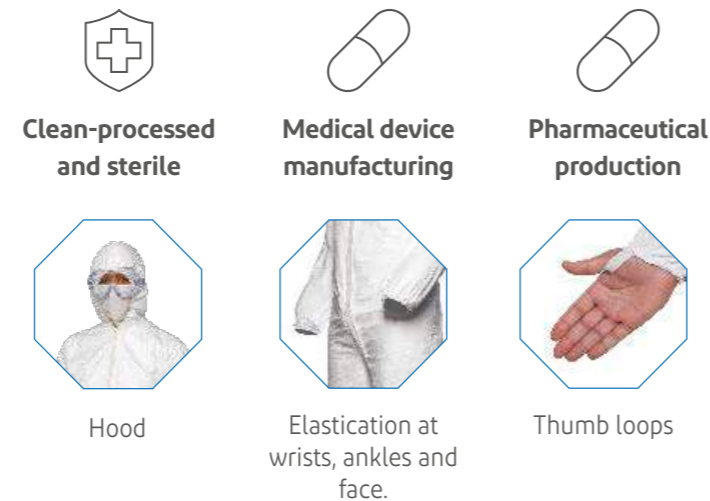 Clean-processed
and sterile
Medical device
manufacturing
Pharmaceutical
production
Hood
Elastication at
wrists, ankles and
face.
Thumb loops